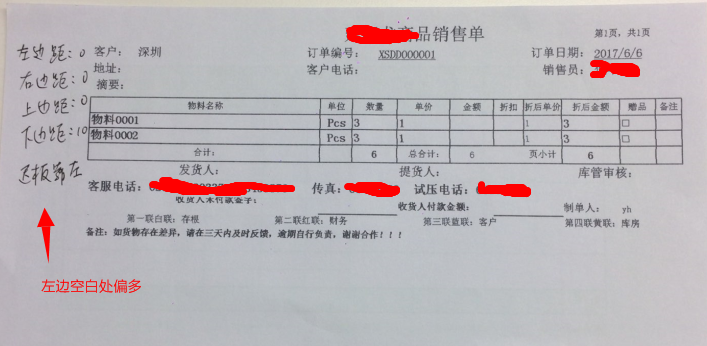 商品销售单
第1页, 共1页
左边距:0
客户: 深圳
订单编号: XSDD000001
订单日期: 2017/6/6
右边距:0
地址:
客户电话:
销售员:
摘要:
上边距:0
物料名称 单位 数量 单价 金额 折扣 折后单价 折后金额 赠品 备注
物料0001 Pcs 3 1 1 3 □
下边距:10
物料0002 Pcs 3 1 1 3 □
合计: 6 总合计: 6 页小计 6
靠左
发货人: 提货人: 库管审核:
客服电话: 传真: 试压电话:
收货人未付款签字: 收货人付款金额: 制单人: yh
第一联白联: 存根 第二联红联: 财务 第三联蓝联: 客户 第四联黄联: 库房
备注: 如货物存在差异, 请在三天内及时反馈, 逾期自行负责, 谢谢合作!!!
左边空白处偏多